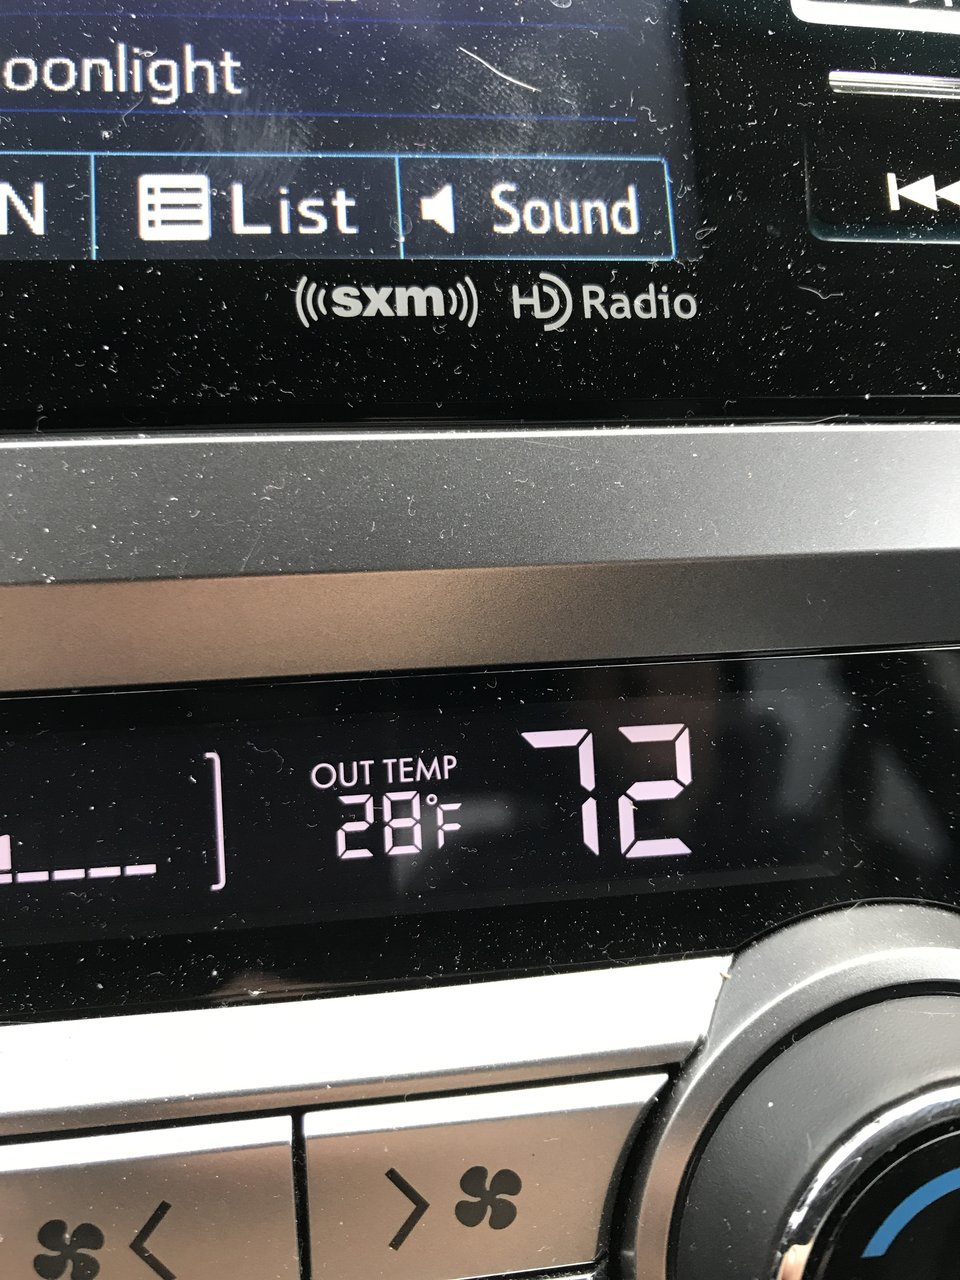 oonlight
N List Sound
sxm HD Radio
OUT TEMP
28°F 72